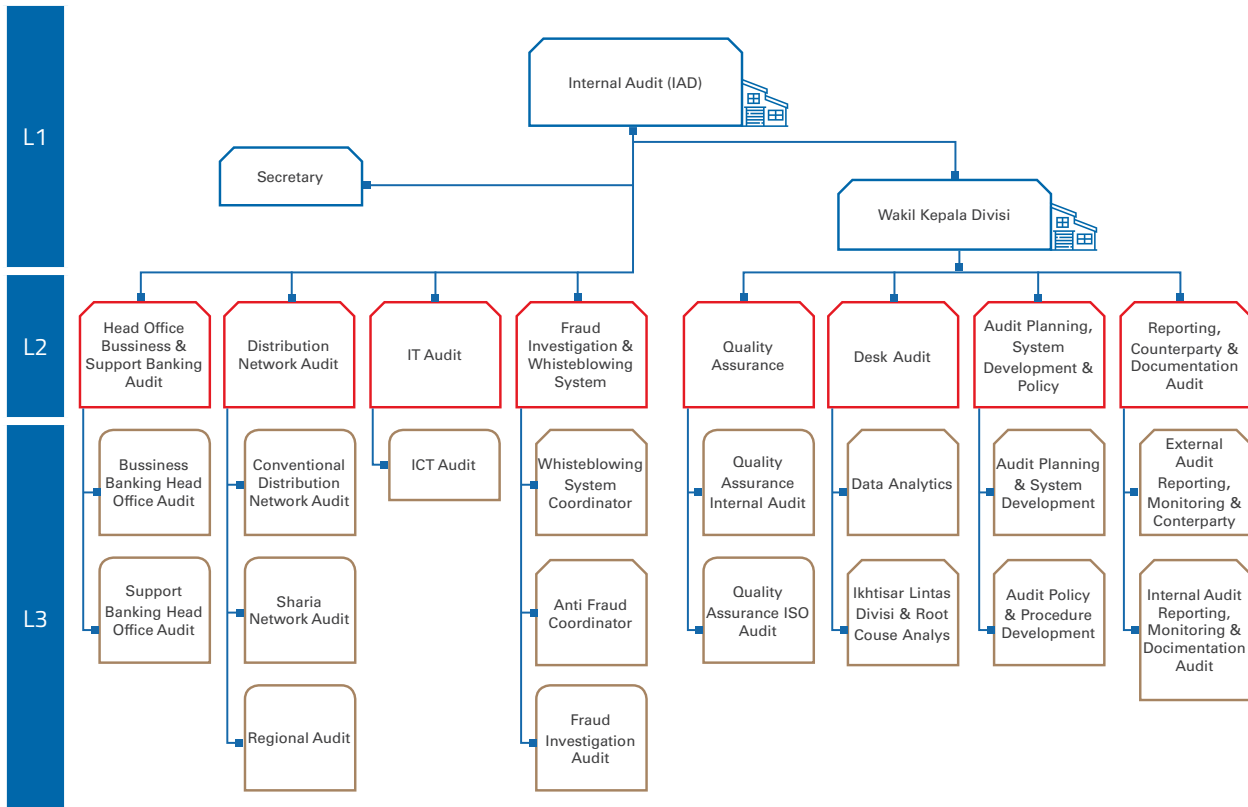 L1
Internal Audit (IAD)
Secretary
Wakil Kepala Divisi
L2
Head Office
Bussiness &
Support Banking
Audit
Distribution
Network Audit
IT Audit
Fraud
Investigation &
Whisteblowing
System
Quality
Assurance
Desk Audit
Audit Planning,
System
Development &
Policy
Reporting,
Counterparty &
Documentation
Audit
L3
Bussiness
Banking Head
Office Audit
Support
Banking Head
Office Audit
Conventional
Distribution
Network Audit
Sharia
Network Audit
Regional Audit
ICT Audit
Whisteblowing
System
Coordinator
Anti Fraud
Coordinator
Fraud
Investigation
Audit
Quality
Assurance
Internal Audit
Quality
Assurance ISO
Audit
Data Analytics
Ikhtisar Lintas
Divisi & Root
Couse Analys
Audit Planning
& System
Development
Audit Policy
& Procedure
Development
External
Audit
Reporting,
Monitoring &
Conterparty
Internal Audit
Reporting,
Monitoring &
Docimentation
Audit